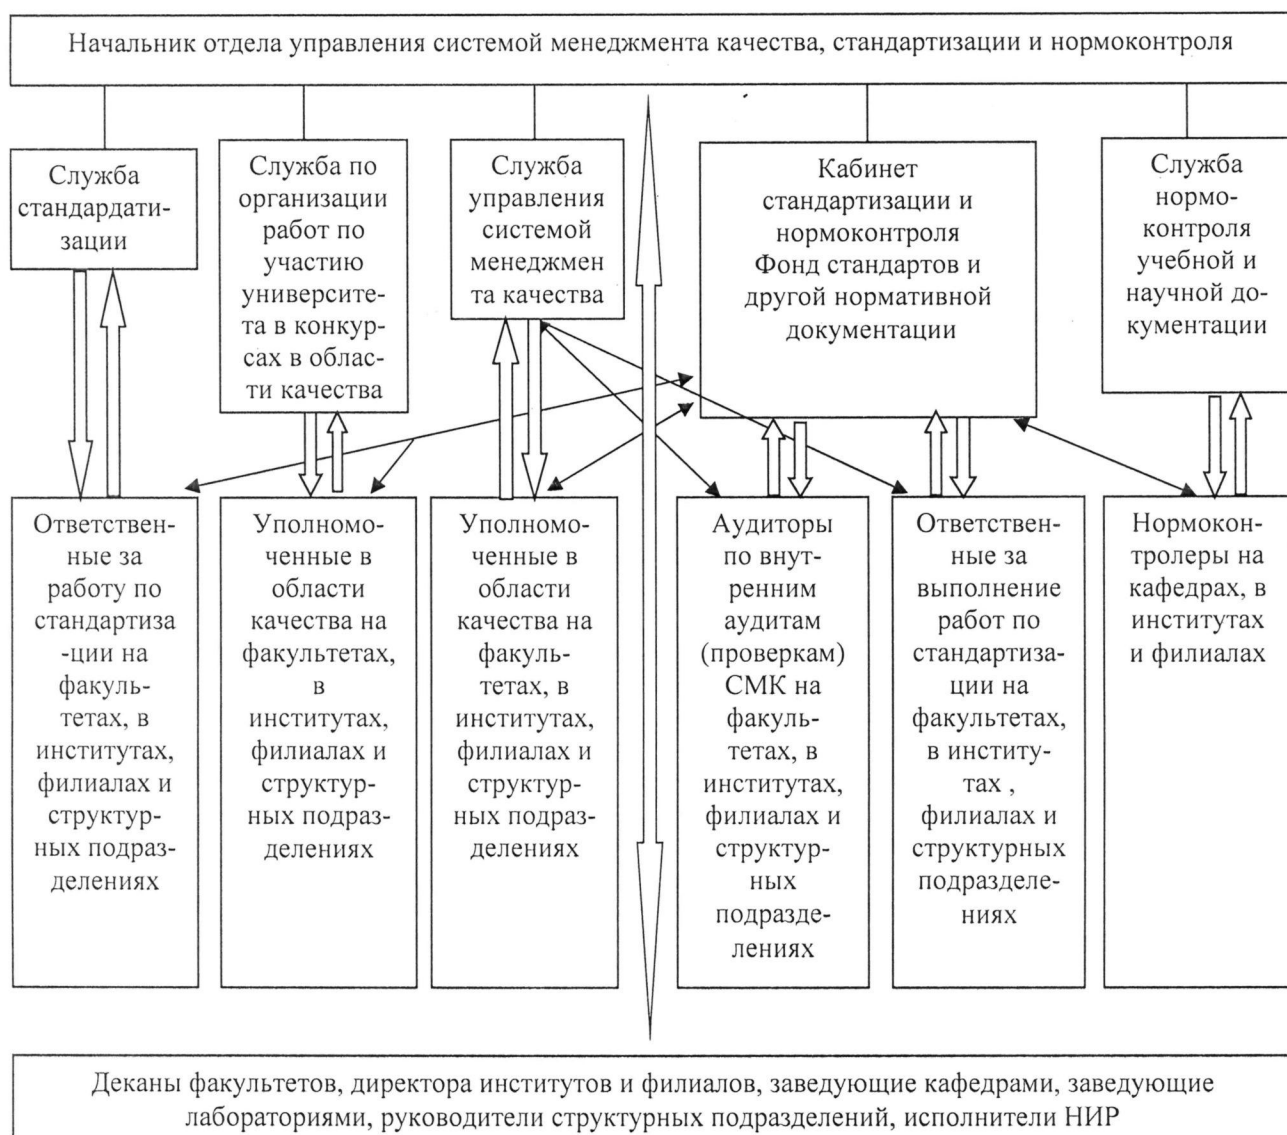 Начальник отдела управления системой менеджмента качества, стандартизации и нормоконтроля
Служба
стандардати-
зации
Служба по
организации
работ по
участию
университе-
та в конкур-
сах в облас-
ти качества
Служба
управления
системой
менеджмен
та качества
Кабинет
стандартизации и
нормоконтроля
Фонд стандартов и
другой нормативной
документации
Служба
нормо-
контроля
учебной и
научной до-
кументации
Ответствен-
ные за
работу по
стандартиза
-ции на
факуль-
тетах, в
институтах,
филиалах и
структур-
ных подраз-
делениях
Уполномо-
ченные в
области
качества на
факультетах,
в
институтах,
филиалах и
структур-
ных подраз-
делениях
Уполномо-
ченные в
области
качества на
факуль-
тетах, в
институтах,
филиалах и
структур-
ных подраз-
делениях
Аудиторы
по внут-
ренним
аудитам
(проверкам)
СМК на
факуль-
тетах, в
институтах,
филиалах и
структур-
ных
подразде-
лениях
Ответствен-
ные за
выполнение
работ по
стандартиза-
ции на
факультетах,
в институ-
тах ,
филиалах и
структурных
подразделе-
ниях
Нормокон-
тролеры на
кафедрах, в
институтах
и филиалах
Деканы факультетов, директора институтов и филиалов, заведующие кафедрами, заведующие
лабораториями, руководители структурных подразделений, исполнители НИР